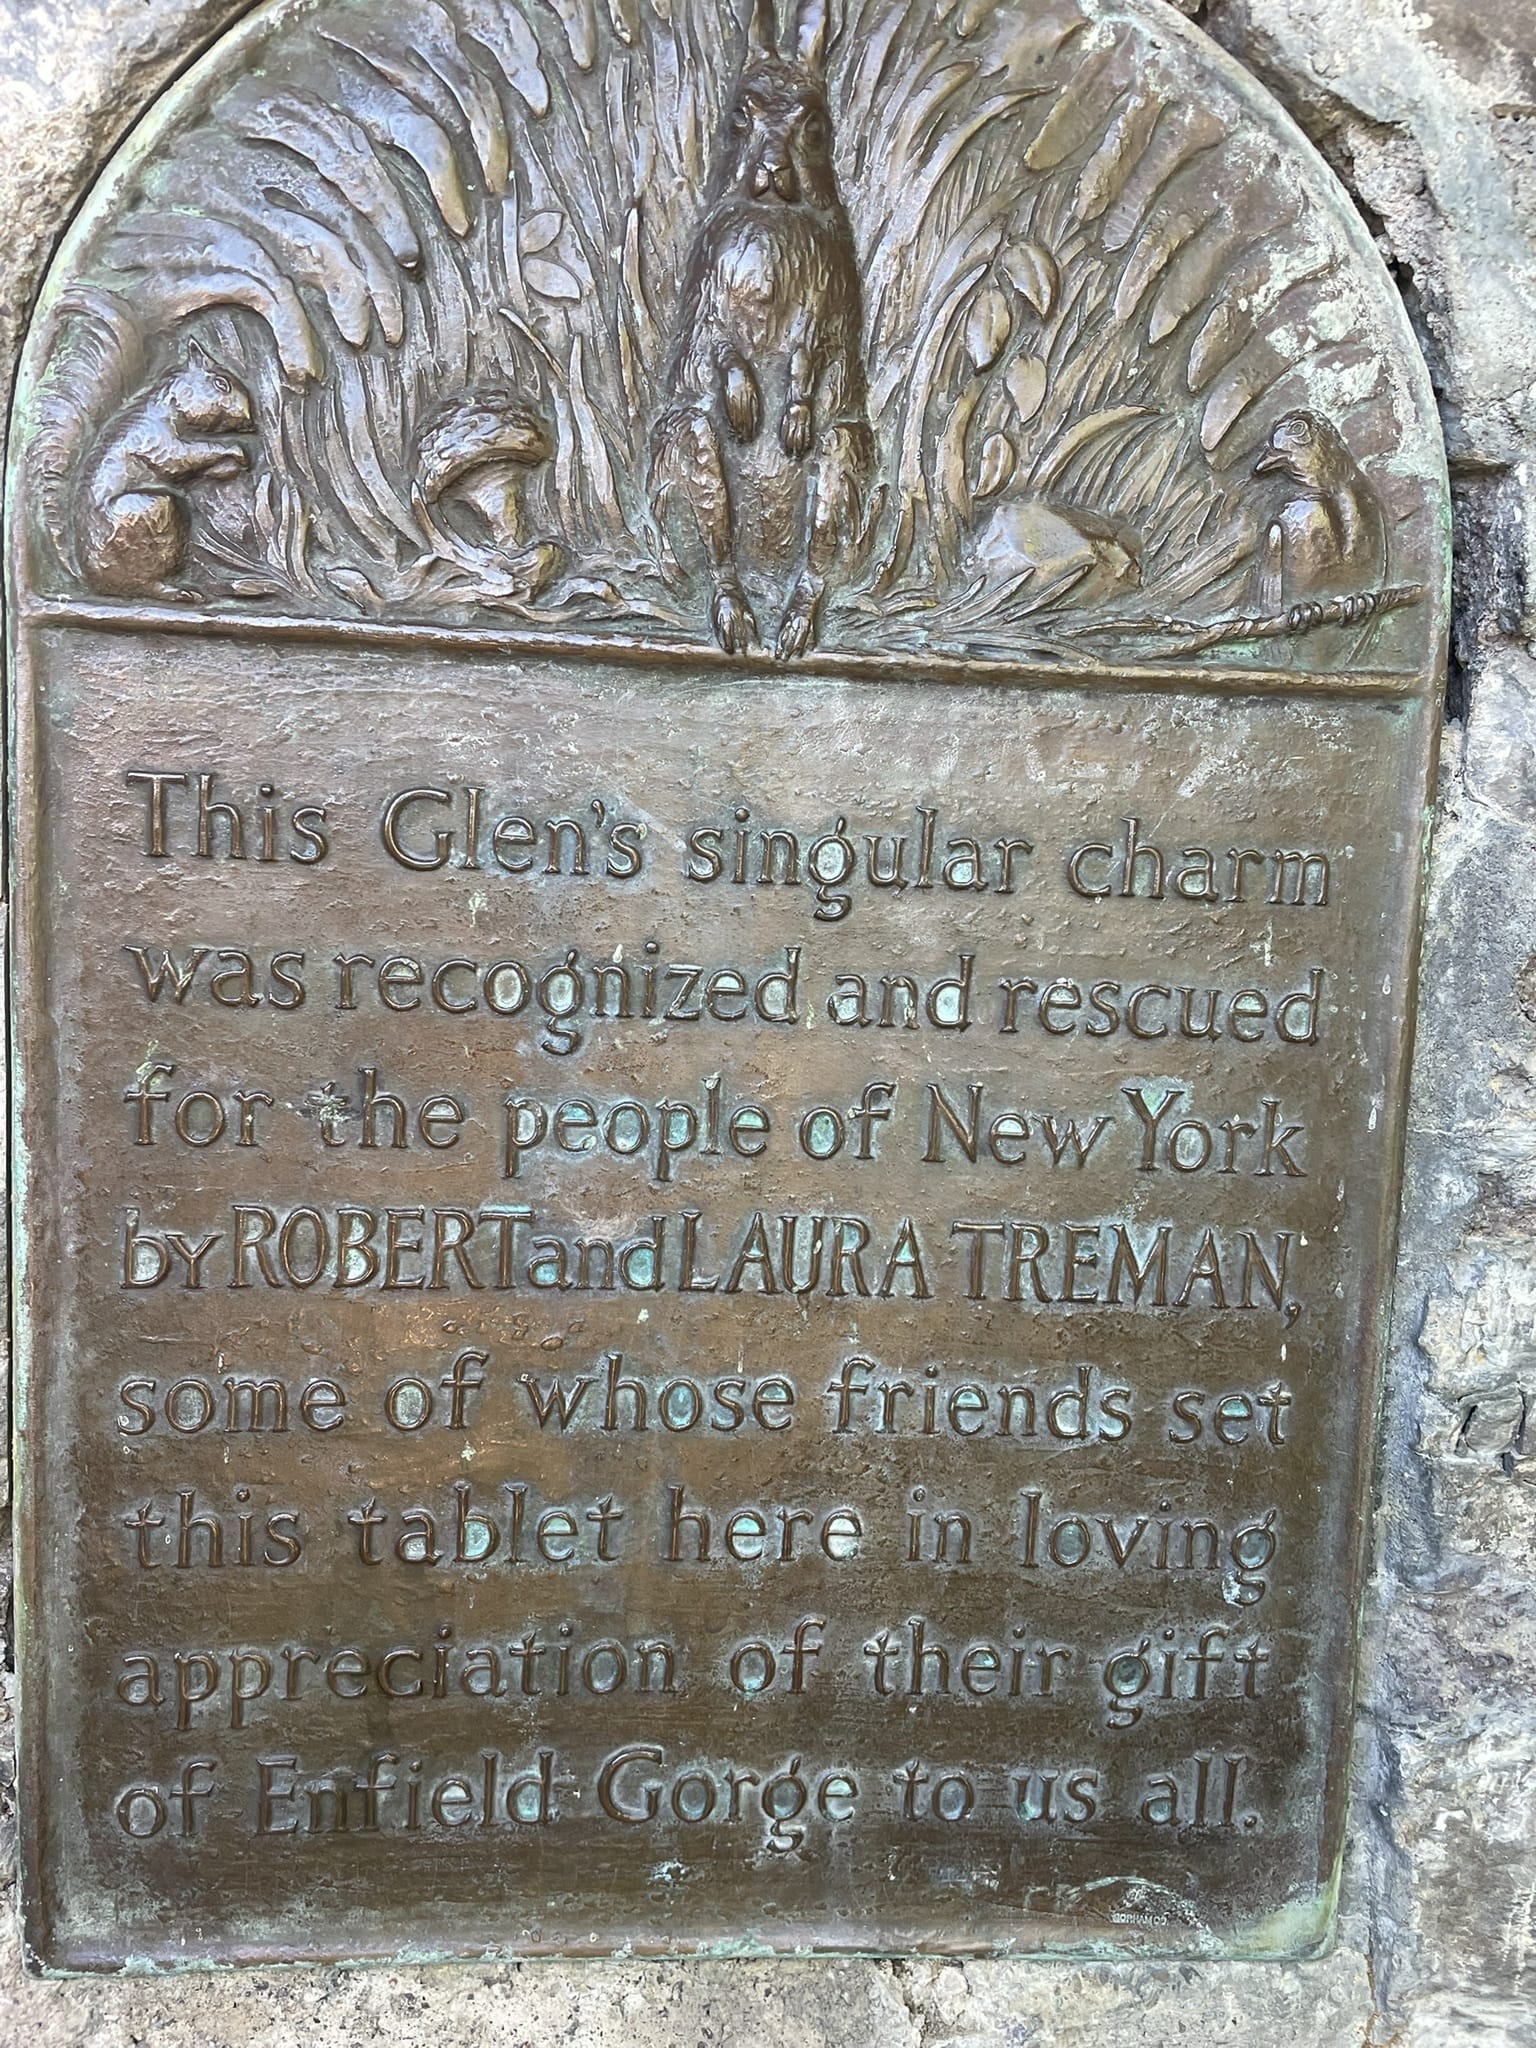 This Glen's singular charm
was recognized and rescued
for the people of New York
by ROBERT and LAURA TREMAN,
some of whose friends set
this tablet here in loving
appreciation of their gift
of Enfield Gorge to us all.